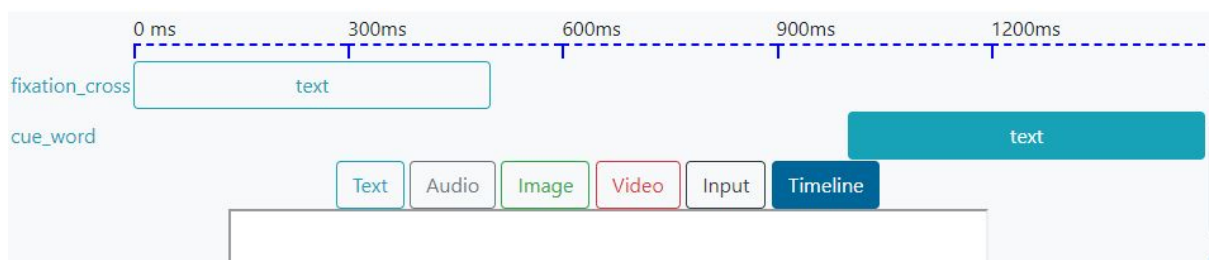 0 ms 300ms 600ms 900ms 1200ms
fixation_cross text
cue_word text
Text Audio Image Video Input Timeline